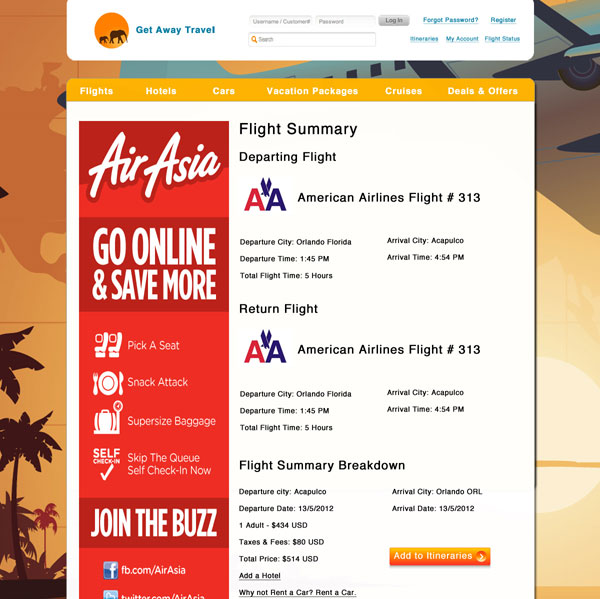 Get Away Travel
Username / Customer# Password Log In Forgot Password? Register
Search Itineraries My Account Flight Status
Flights Hotels Cars Vacation Packages Cruises Deals & Offers
AirAsia
GO ONLINE
& SAVE MORE
Pick A Seat
Snack Attack
Supersize Baggage
SELF
CHECK-IN
Skip The Queue
Self Check-In Now
JOIN THE BUZZ
fb.com/AirAsia
twitter.com/AirAsia
Flight Summary
Departing Flight
AA American Airlines Flight # 313
Departure City: Orlando Florida Arrival City: Acapulco
Departure Time: 1:45 PM Arrival Time: 4:54 PM
Total Flight Time: 5 Hours
Return Flight
AA American Airlines Flight # 313
Departure City: Orlando Florida Arrival City: Acapulco
Departure Time: 1:45 PM Arrival Time: 4:54 PM
Total Flight Time: 5 Hours
Flight Summary Breakdown
Departure city: Acapulco Arrival City: Orlando ORL
Departure Date: 13/5/2012 Arrival Date: 13/5/2012
1 Adult - $434 USD
Taxes & Fees: $80 USD
Total Price: $514 USD
Add to Itineraries
Add a Hotel
Why not Rent a Car? Rent a Car.